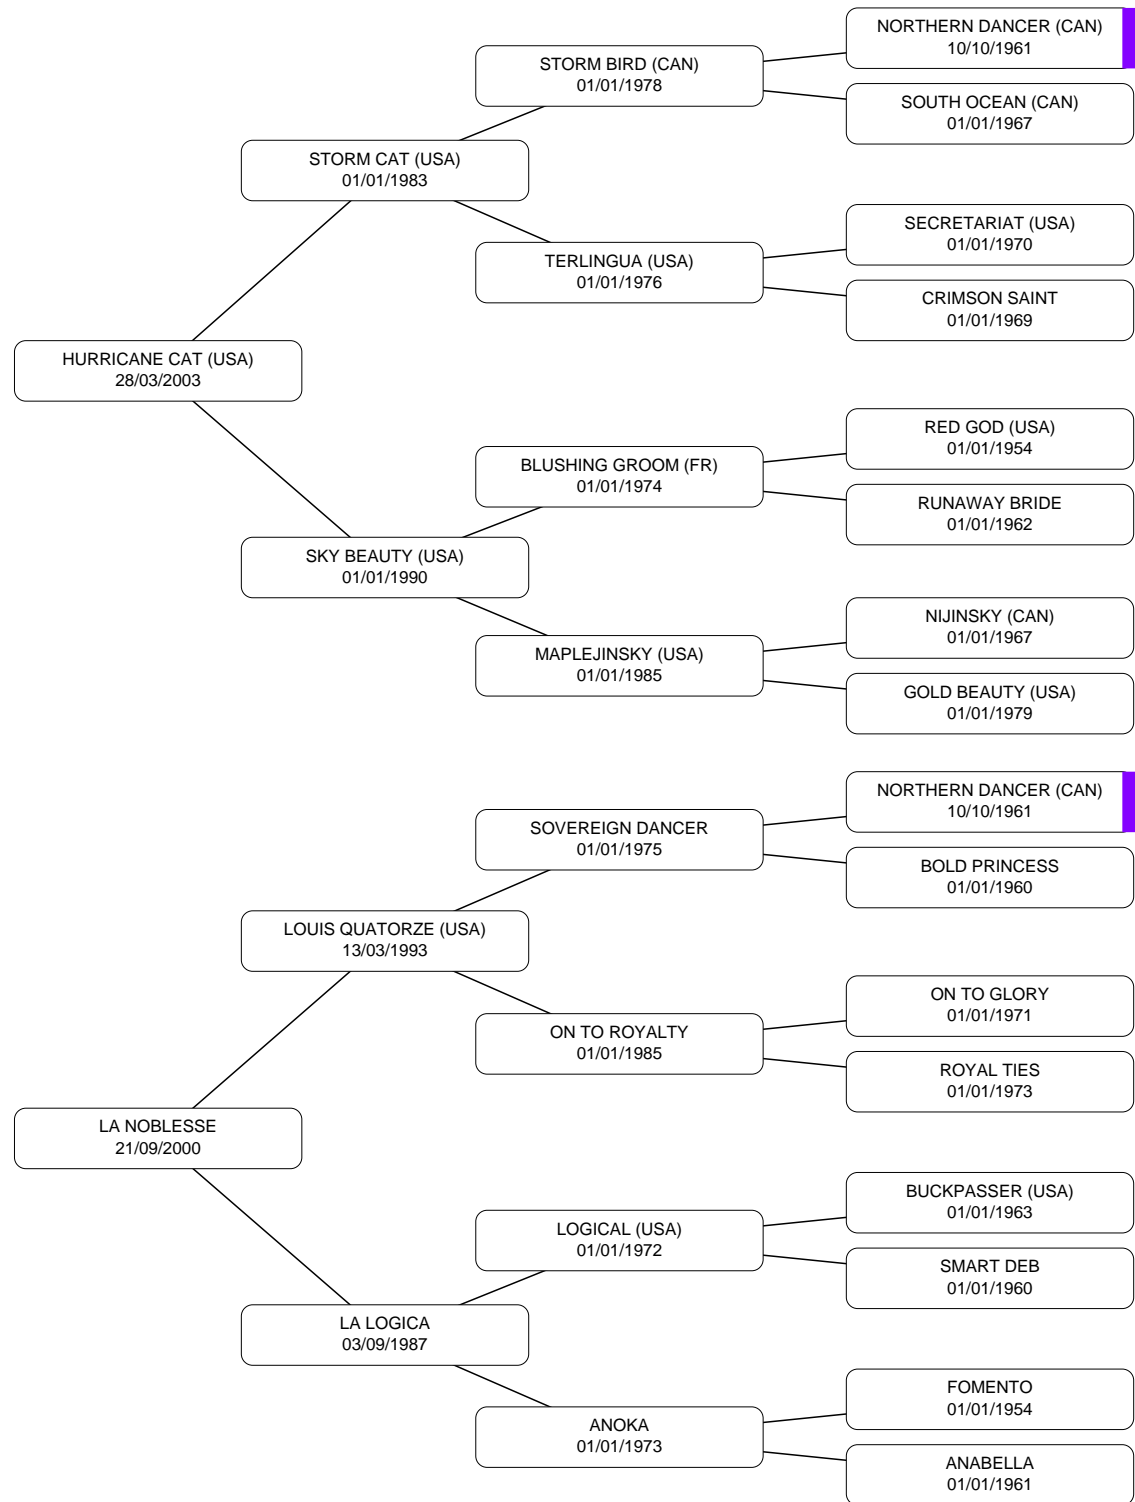 NORTHERN DANCER (CAN)
10/10/1961
STORM BIRD (CAN)
01/01/1978
SOUTH OCEAN (CAN)
01/01/1967
STORM CAT (USA)
01/01/1983
SECRETARIAT (USA)
01/01/1970
TERLINGUA (USA)
01/01/1976
CRIMSON SAINT
01/01/1969
HURRICANE CAT (USA)
28/03/2003
RED GOD (USA)
01/01/1954
BLUSHING GROOM (FR)
01/01/1974
RUNAWAY BRIDE
01/01/1962
SKY BEAUTY (USA)
01/01/1990
NIJINSKY (CAN)
01/01/1967
MAPLEJINSKY (USA)
01/01/1985
GOLD BEAUTY (USA)
01/01/1979
NORTHERN DANCER (CAN)
10/10/1961
SOVEREIGN DANCER
01/01/1975
BOLD PRINCESS
01/01/1960
LOUIS QUATORZE (USA)
13/03/1993
ON TO GLORY
01/01/1971
ON TO ROYALTY
01/01/1985
ROYAL TIES
01/01/1973
LA NOBLESSE
21/09/2000
BUCKPASSER (USA)
01/01/1963
LOGICAL (USA)
01/01/1972
SMART DEB
01/01/1960
LA LOGICA
03/09/1987
FOMENTO
01/01/1954
ANOKA
01/01/1973
ANABELLA
01/01/1961